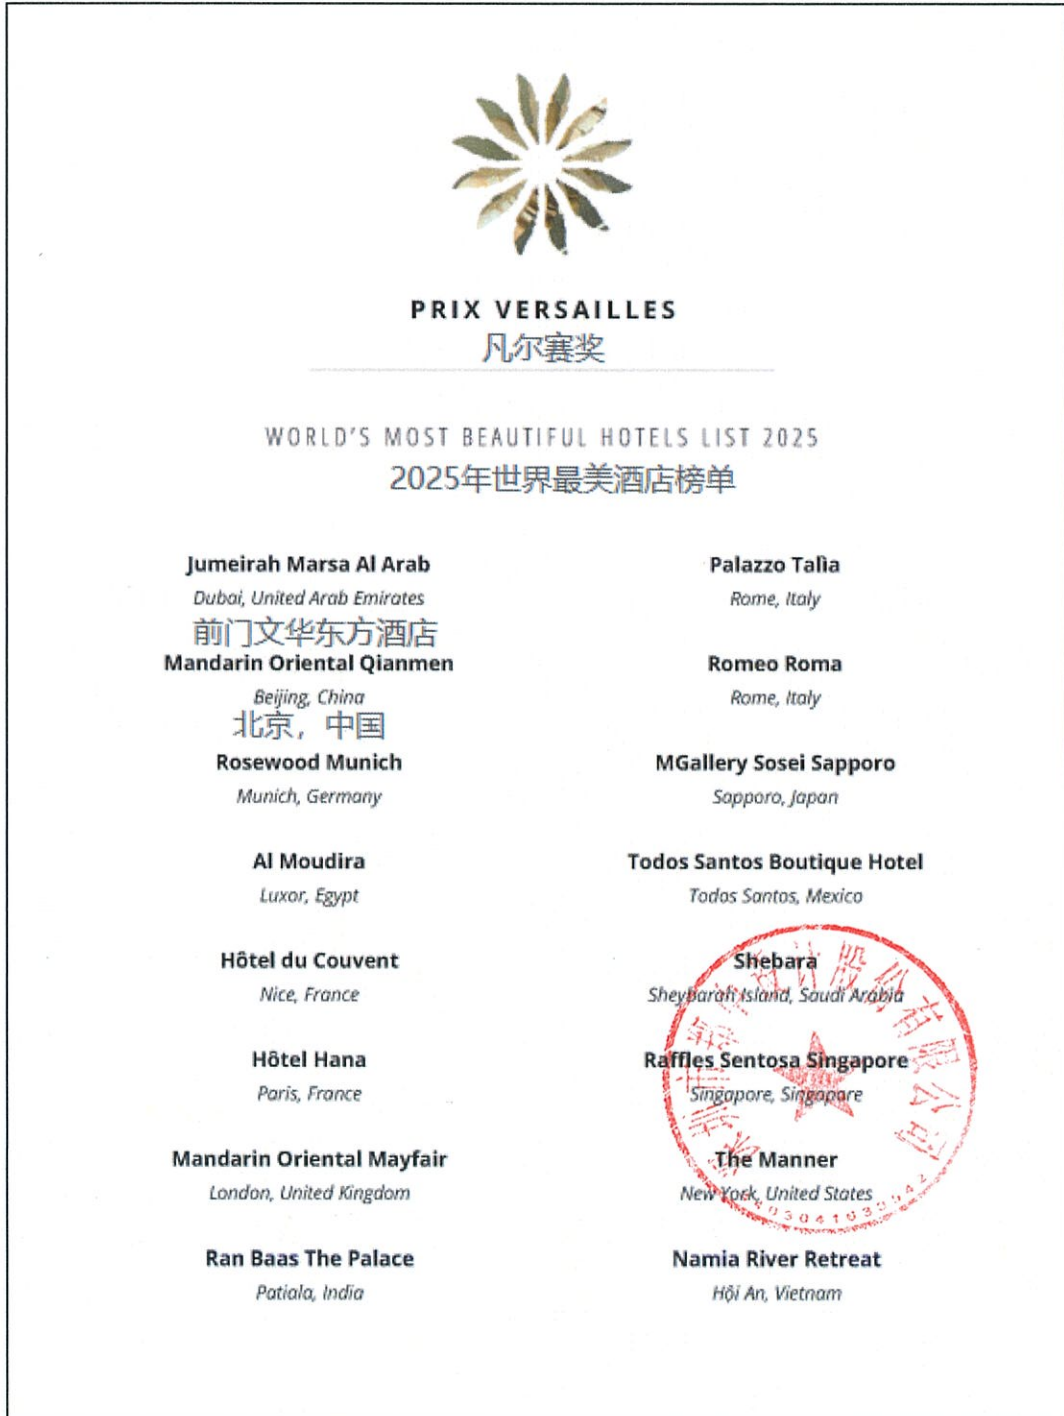 PRIX VERSAILLES
凡尔赛奖
WORLD'S MOST BEAUTIFUL HOTELS LIST 2025
2025年世界最美酒店榜单
Jumeirah Marsa Al Arab
Dubai, United Arab Emirates
前门文华东方酒店
Mandarin Oriental Qianmen
Beijing, China
北京，中国
Rosewood Munich
Munich, Germany
Al Moudira
Luxor, Egypt
Hôtel du Couvent
Nice, France
Hôtel Hana
Paris, France
Mandarin Oriental Mayfair
London, United Kingdom
Ran Baas The Palace
Patiala, India
Palazzo Talìa
Rome, Italy
Romeo Roma
Rome, Italy
MGallery Sosei Sapporo
Sapporo, Japan
Todos Santos Boutique Hotel
Todos Santos, Mexico
Shebara
Sheybarah Island, Saudi Arabia
Raffles Sentosa Singapore
Singapore, Singapore
The Manner
New York, United States
Namia River Retreat
Hội An, Vietnam
股份有限公司